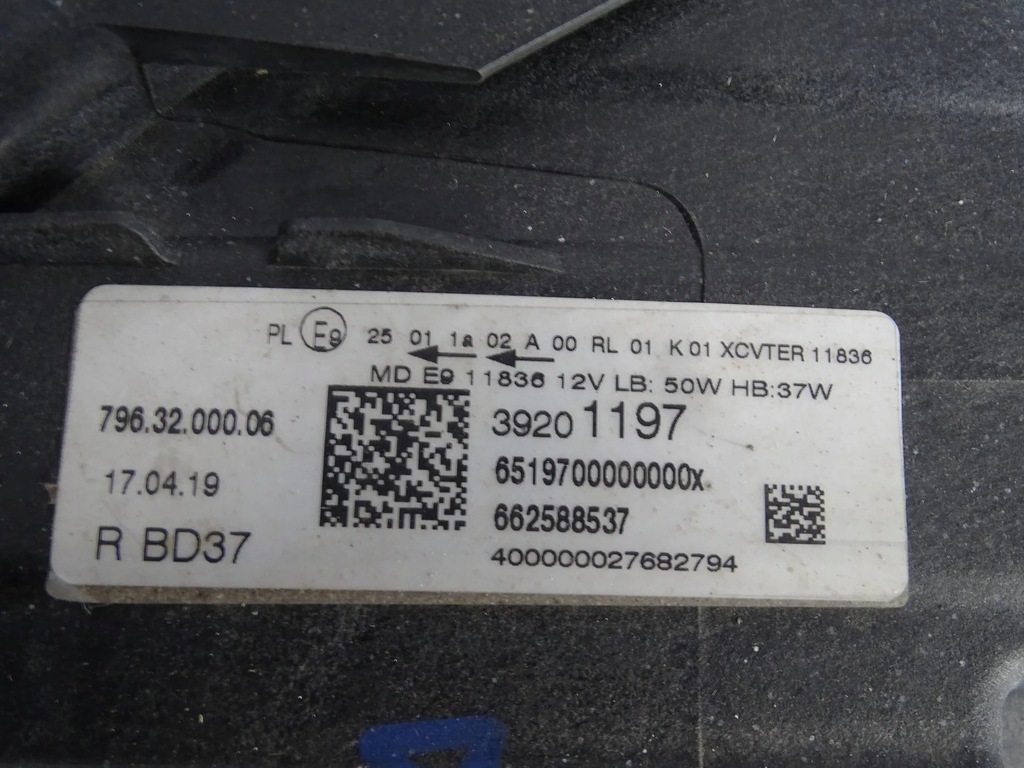 PL E9 25 01 1a 02 A 00 RL 01 K 01 XCVTER 11836
MD E9 11836 12V LB: 50W HB:37W
796.32.000.06
39201197
17.04.19
6519700000000x
662588537
R BD37
400000027682794